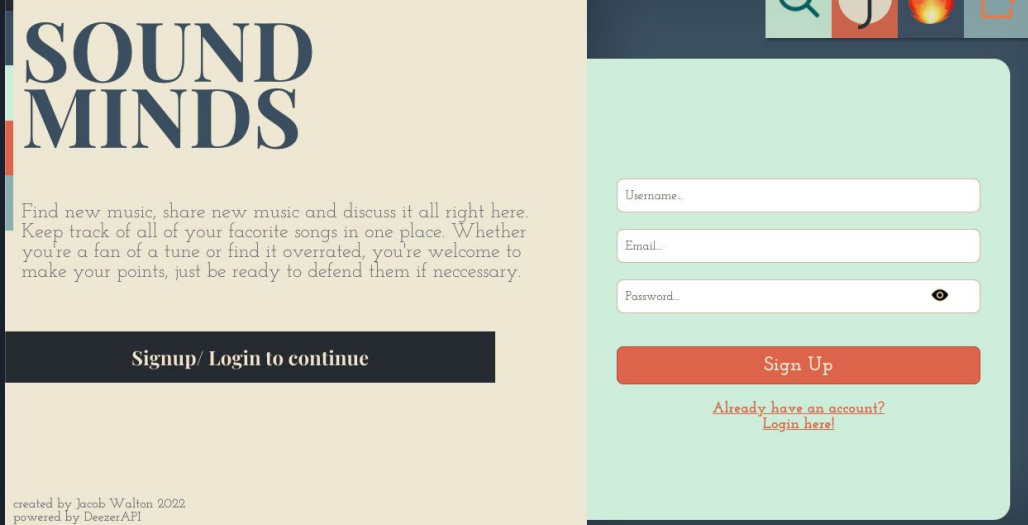 SOUND
MINDS
Find new music, share new music and discuss it all right here.
Keep track of all of your facorite songs in one place. Whether
you're a fan of a tune or find it overrated, you're welcome to
make your points, just be ready to defend them if neccessary.
Signup/ Login to continue
created by Jacob Walton 2022
powered by DeezerAPI
Username...
Email...
Password...
Sign Up
Already have an account?
Login here!